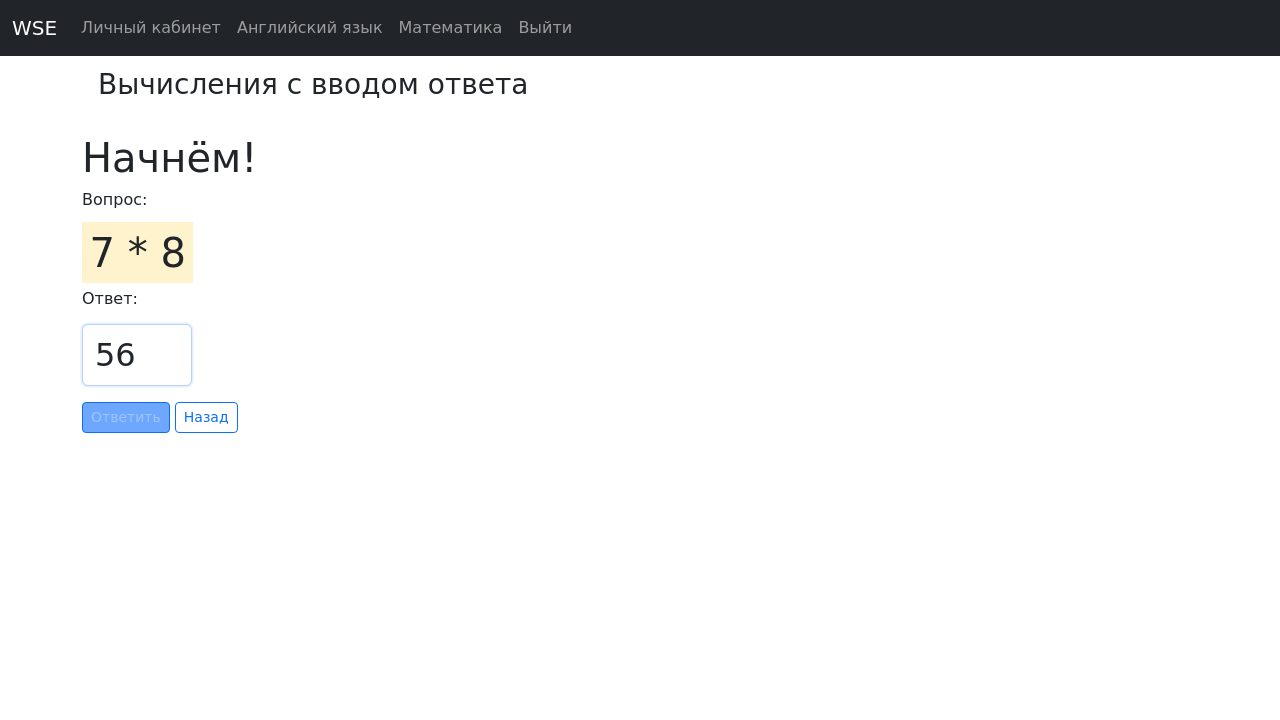 WSE Личный кабинет Английский язык Математика Выйти
Вычисления с вводом ответа
Начнём!
Вопрос:
7 * 8
Ответ:
56
Ответить Назад